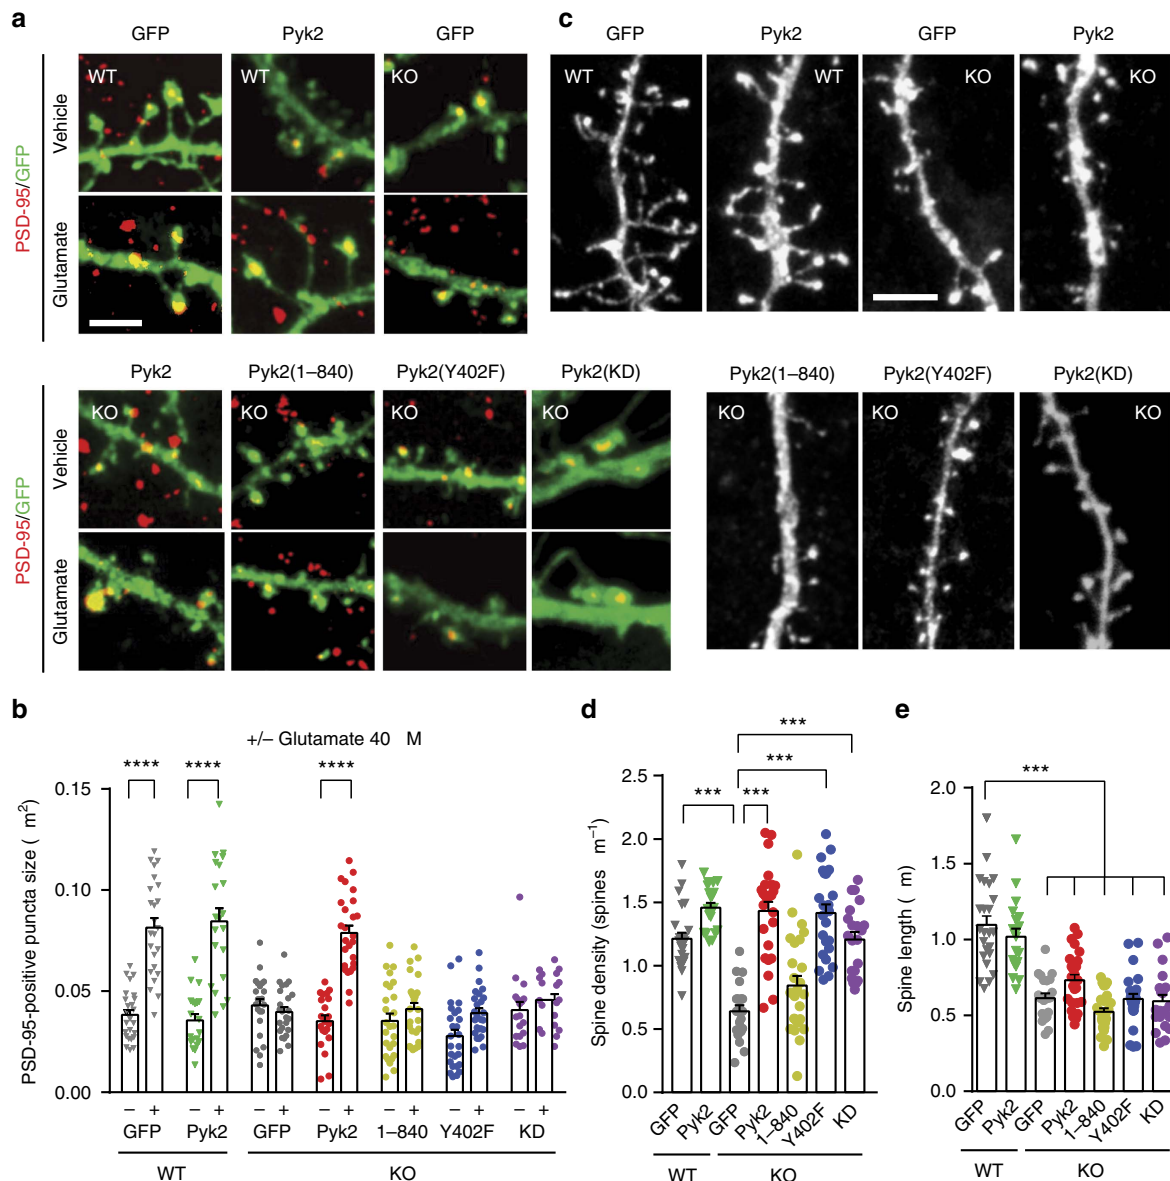 a
GFP Pyk2 GFP
PSD-95/GFP
Vehicle
WT WT KO
Glutamate
Pyk2 Pyk2(1–840) Pyk2(Y402F) Pyk2(KD)
PSD-95/GFP
Vehicle
KO KO KO KO
Glutamate
c
GFP Pyk2 GFP Pyk2
WT WT KO KO
Pyk2(1–840) Pyk2(Y402F) Pyk2(KD)
KO KO KO
b
+/– Glutamate 40 M
**** **** ****
PSD-95-positive puncta size ( m²)
0.15
0.10
0.05
0.00
– + – + – + – + – + – + – +
GFP Pyk2 GFP Pyk2 1–840 Y402F KD
WT KO
d
***
***
*** ***
Spine density (spines m⁻¹)
2.5
2.0
1.5
1.0
0.5
0.0
GFP Pyk2 GFP Pyk2 1–840 Y402F KD
WT KO
e
***
Spine length ( m)
2.0
1.5
1.0
0.5
0.0
GFP Pyk2 GFP Pyk2 1–840 Y402F KD
WT KO